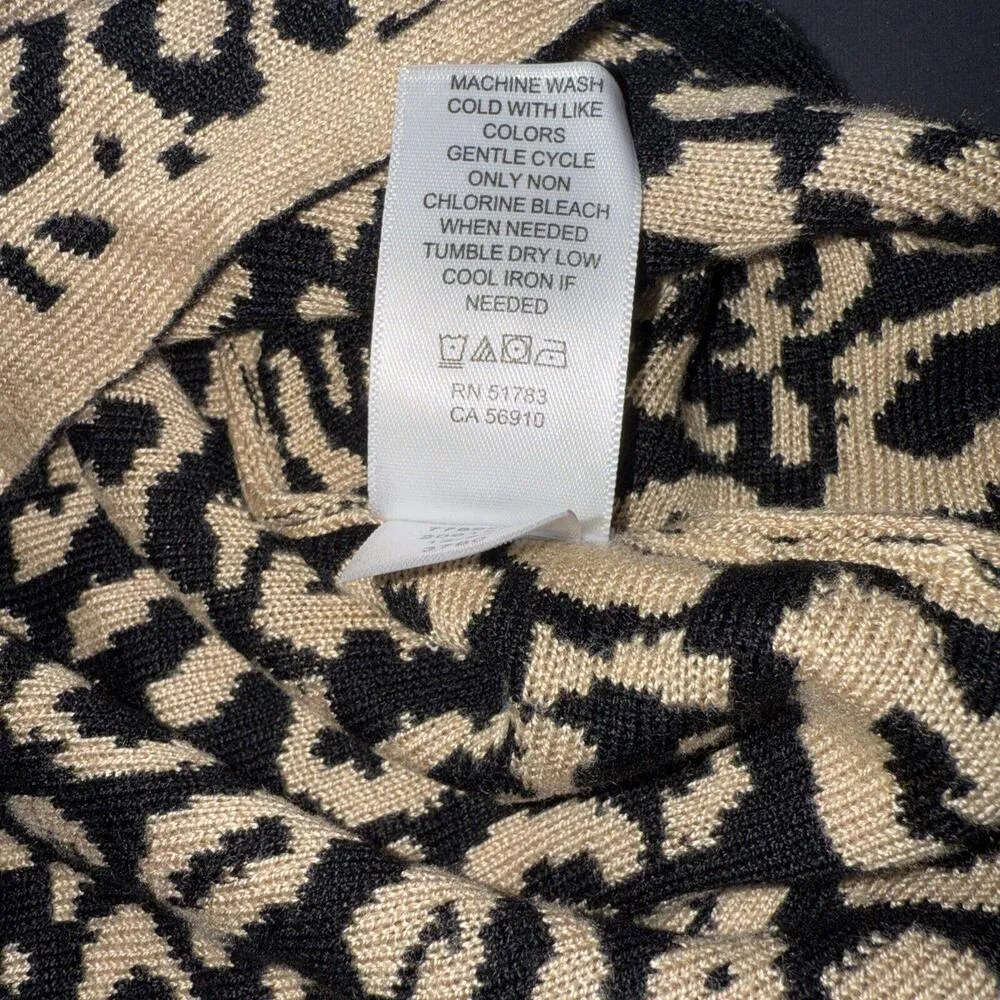 MACHINE WASH
COLD WITH LIKE
COLORS
GENTLE CYCLE
ONLY NON
CHLORINE BLEACH
WHEN NEEDED
TUMBLE DRY LOW
COOL IRON IF
NEEDED
RN 51783
CA 56910